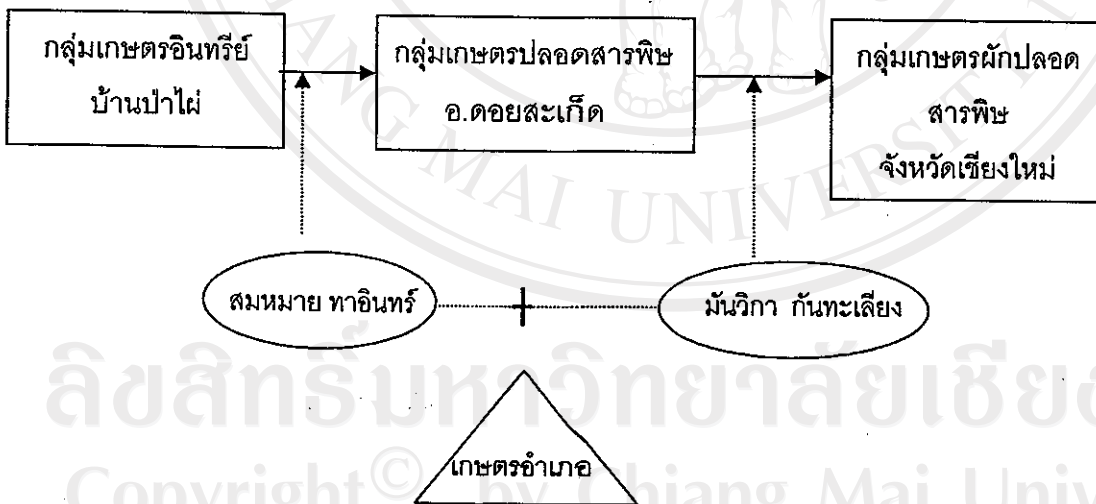 กลุ่มเกษตรอินทรีย์
บ้านป่าไผ่
กลุ่มเกษตรปลอดสารพิษ
อ.ดอยสะเก็ด
กลุ่มเกษตรผักปลอด
สารพิษ
จังหวัดเชียงใหม่
ANG MAI UNIVERSIT
สมหมาย ทาอินทร์
มันวิกา กันทะเลียง
ลิขสิทธิ์มหาวิทยาลัยเชีย
เกษตรอำเภอ
Copyright© by Chiang Mai Unive